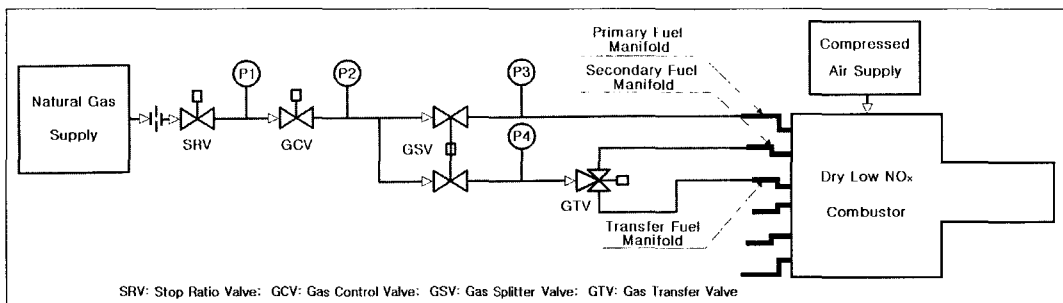 Primary Fuel
Manifold
Secondary Fuel
Manifold
Compressed
Air Supply
P1
P2
P3
Natural Gas
Supply
SRV
GCV
GSV
P4
GTV
Dry Low NOx
Combustor
Transfer Fuel
Manifold
SRV: Stop Ratio Valve; GCV: Gas Control Valve; GSV: Gas Splitter Valve; GTV: Gas Transfer Valve